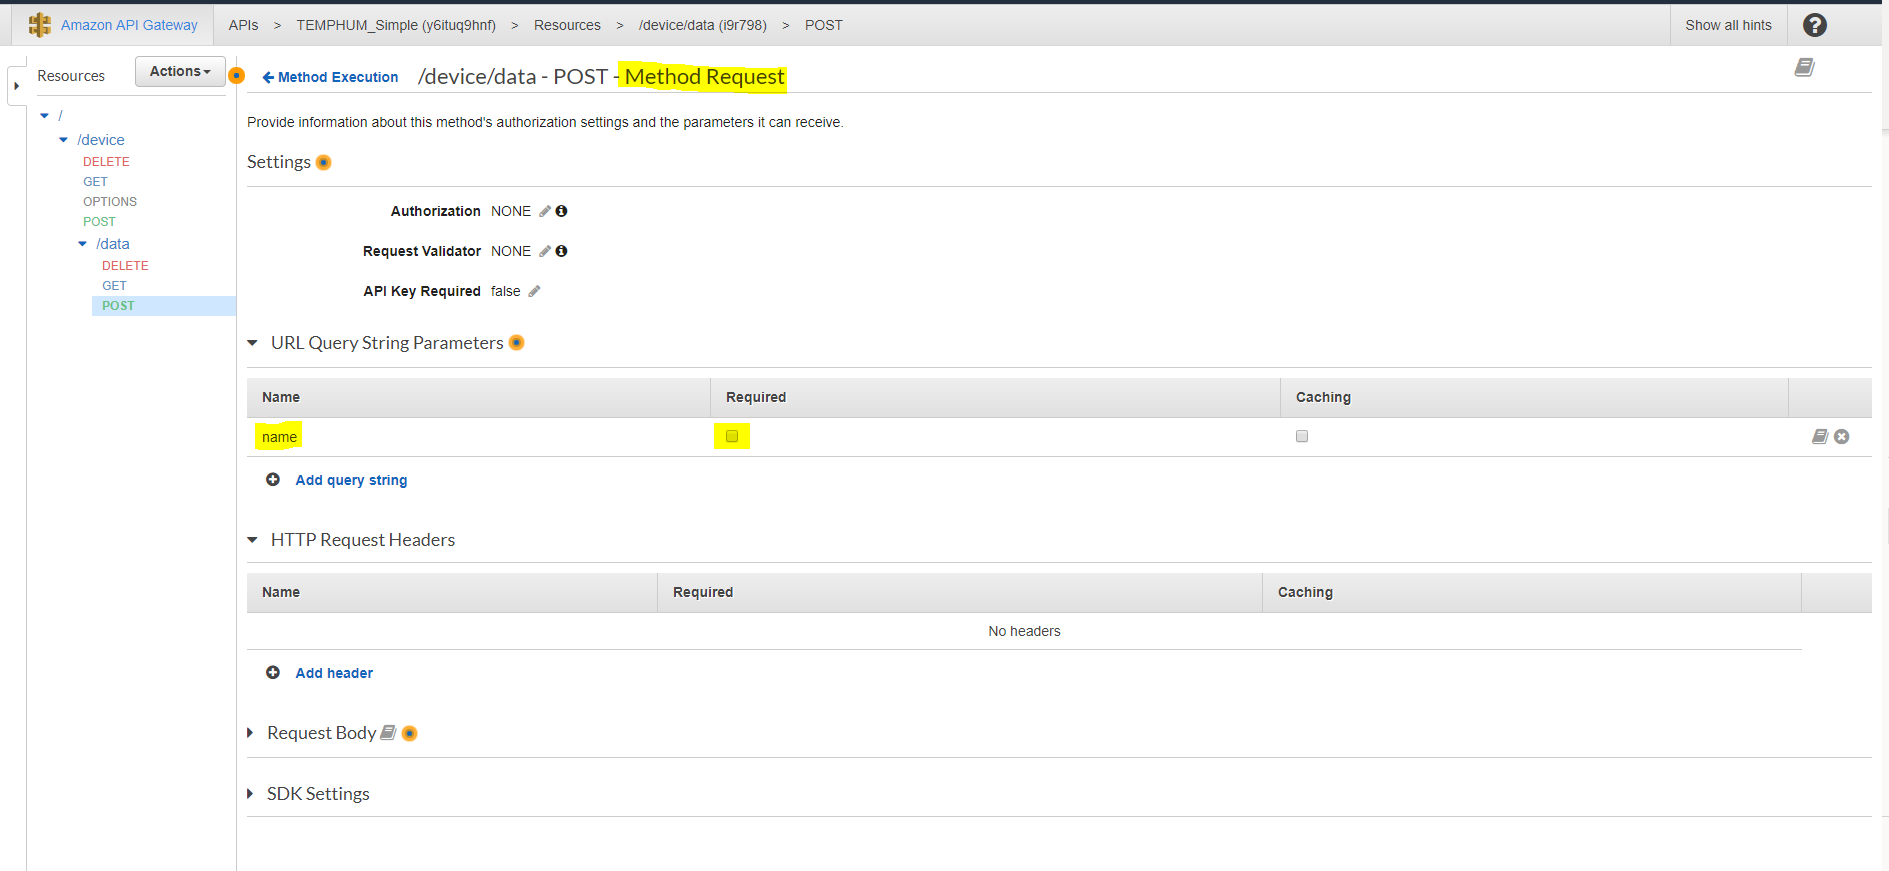 Amazon API Gateway APIs > TEMPHUM_Simple (y6ituq9hnf) > Resources > /device/data (i9r798) > POST Show all hints ?
Resources Actions
Method Execution /device/data - POST - Method Request
/
/device
DELETE
GET
OPTIONS
POST
/data
DELETE
GET
POST
Provide information about this method's authorization settings and the parameters it can receive.
Settings
Authorization NONE
Request Validator NONE
API Key Required false
URL Query String Parameters
Name Required Caching
name
Add query string
HTTP Request Headers
Name Required Caching
No headers
Add header
Request Body
SDK Settings